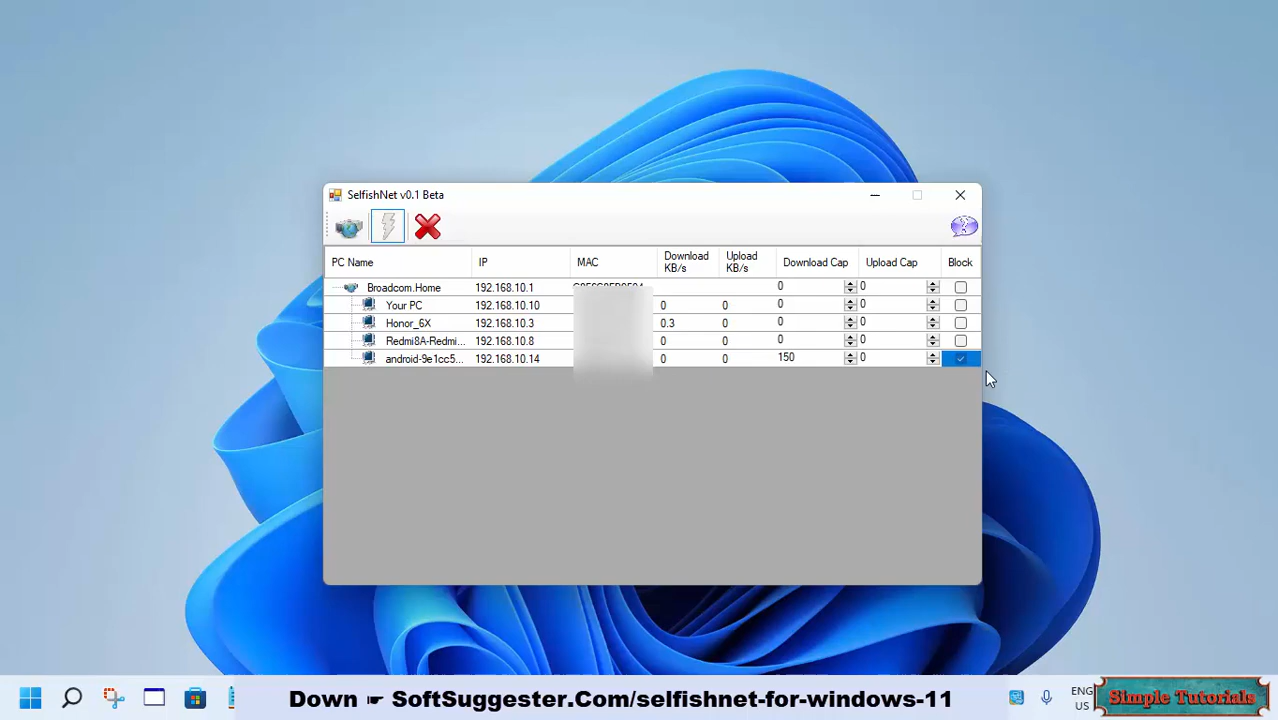 SelfishNet v0.1 Beta
PC Name IP MAC Download KB/s Upload KB/s Download Cap Upload Cap Block
Broadcom.Home 192.168.10.1 0 0
Your PC 192.168.10.10 0 0 0 0
Honor_6X 192.168.10.3 0.3 0 0 0
Redmi8A-Redmi... 192.168.10.8 0 0 0 0
android-9e1cc5... 192.168.10.14 0 0 150 0
Down ☛ SoftSuggester.Com/selfishnet-for-windows-11
ENG
US
Simple Tutorials